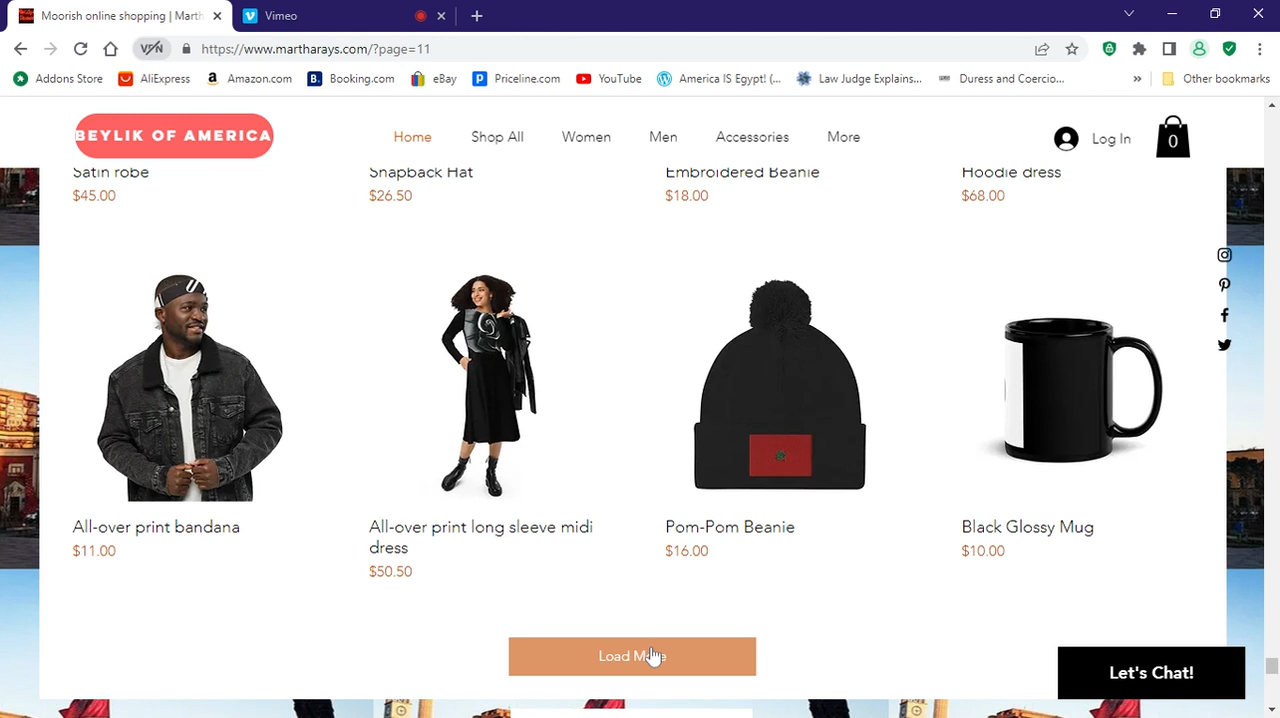 Moorish online shopping | Marth
Vimeo
VPN
https://www.martharays.com/?page=11
Addons Store
AliExpress
Amazon.com
Booking.com
eBay
Priceline.com
YouTube
America IS Egypt! (...
Law Judge Explains...
Duress and Coercio...
»
Other bookmarks
BEYLIK OF AMERICA
Home
Shop All
Women
Men
Accessories
More
Log In
0
Satin robe
$45.00
Snapback Hat
$26.50
Embroidered Beanie
$18.00
Hoodie dress
$68.00
All-over print bandana
$11.00
All-over print long sleeve midi
dress
$50.50
Pom-Pom Beanie
$16.00
Black Glossy Mug
$10.00
Load More
Let's Chat!